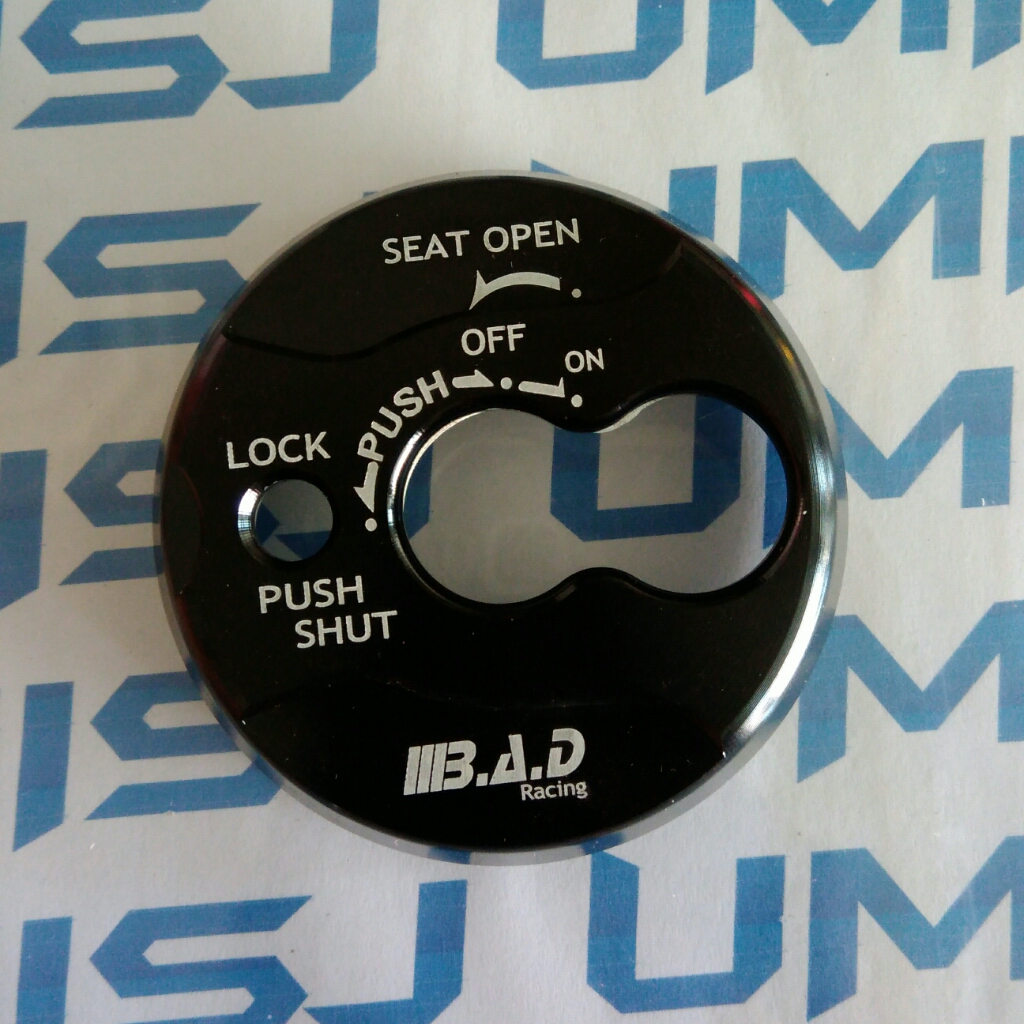 SEAT OPEN
OFF
ON
PUSH
LOCK
PUSH
SHUT
B.A.D
Racing